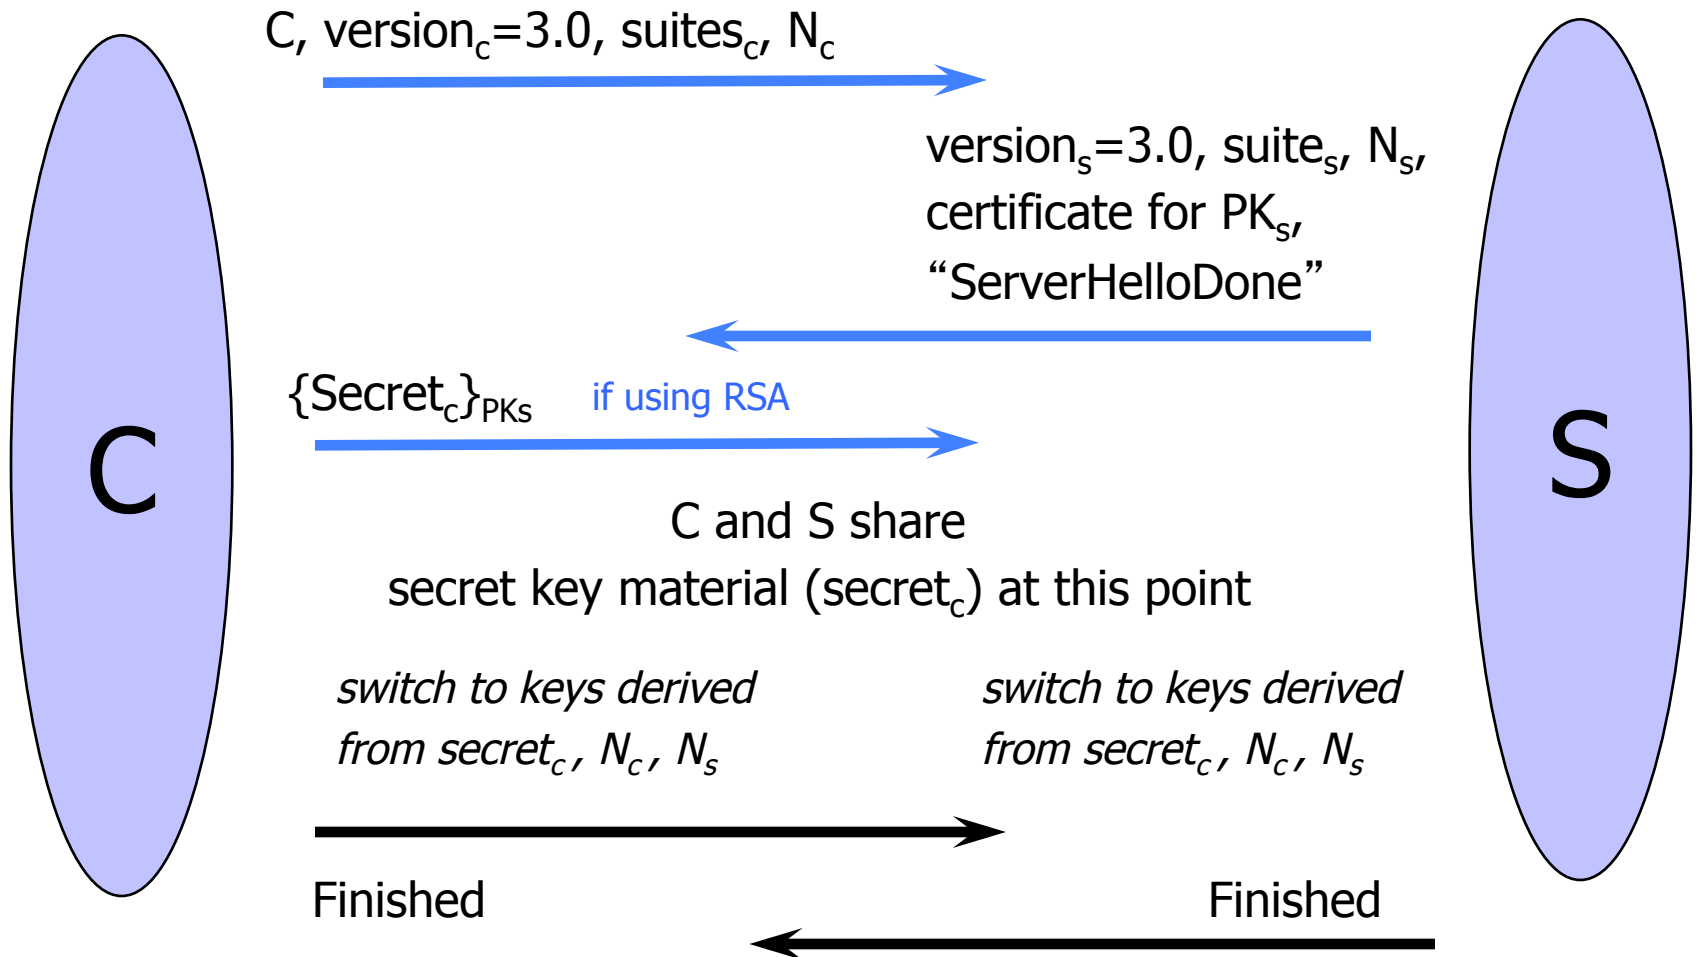 C, version_c=3.0, suites_c, N_c
version_s=3.0, suite_s, N_s,
certificate for PK_s,
“ServerHelloDone”
{Secret_c}_PKs if using RSA
C
S
C and S share
secret key material (secret_c) at this point
switch to keys derived
from secret_c, N_c, N_s
switch to keys derived
from secret_c, N_c, N_s
Finished
Finished